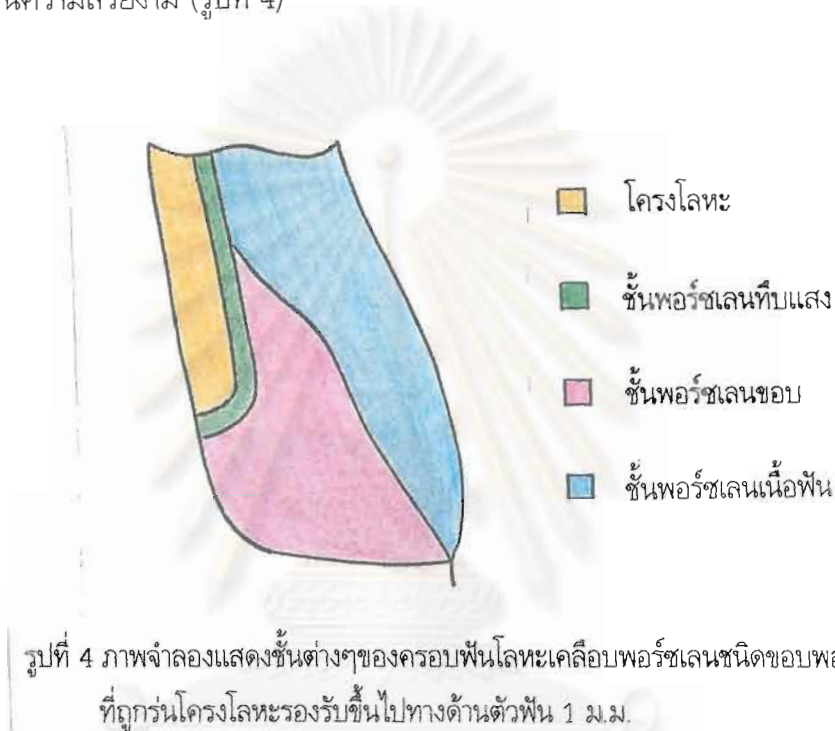 (รูปที่ 4)
โครงโลหะ
ชั้นพอร์ซเลนทึบแสง
ชั้นพอร์ซเลนขอบ
ชั้นพอร์ซเลนเนื้อฟัน
รูปที่ 4 ภาพจำลองแสดงชั้นต่างๆของครอบฟันโลหะเคลือบพอร์ซเลนชนิดขอบพอ
ที่ถูกร่นโครงโลหะรองรับขึ้นไปทางด้านตัวฟัน 1 ม.ม.